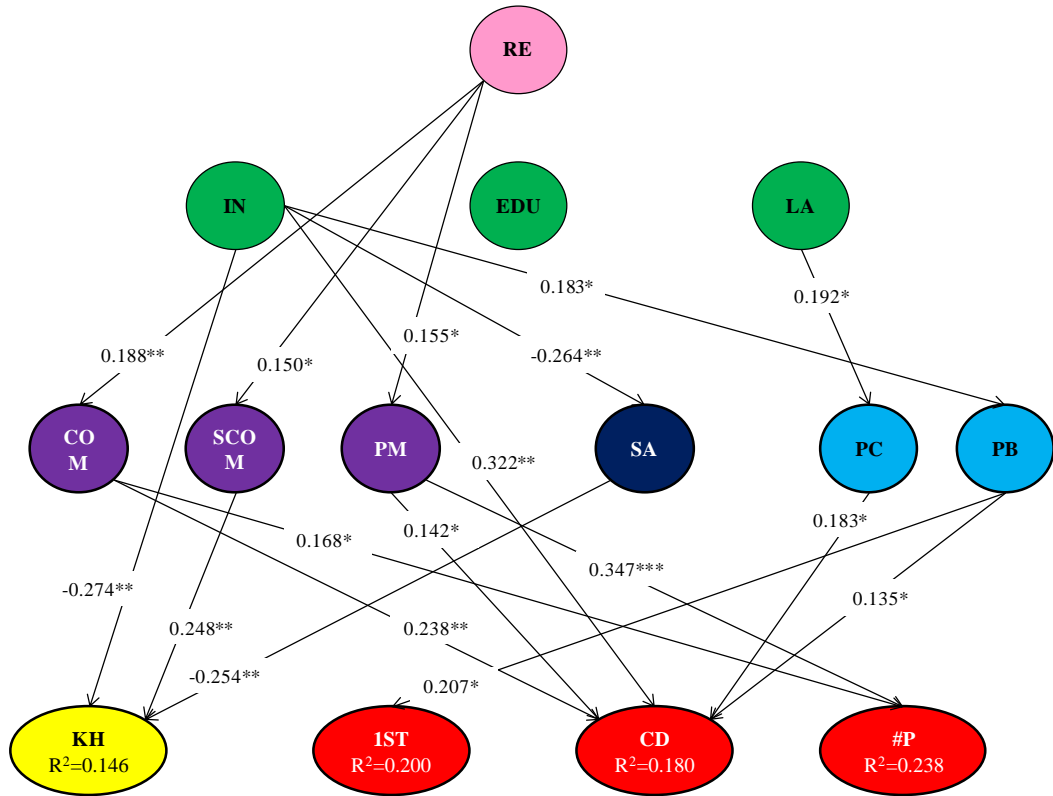 RE
IN
EDU
LA
0.183*
0.192*
0.188**
0.150*
0.155*
-0.264**
CO
M
SCO
M
PM
SA
PC
PB
0.322**
0.142*
0.168*
0.183*
0.347***
-0.274**
0.135*
0.248**
0.238**
-0.254**
0.207*
KH
R²=0.146
1ST
R²=0.200
CD
R²=0.180
#P
R²=0.238